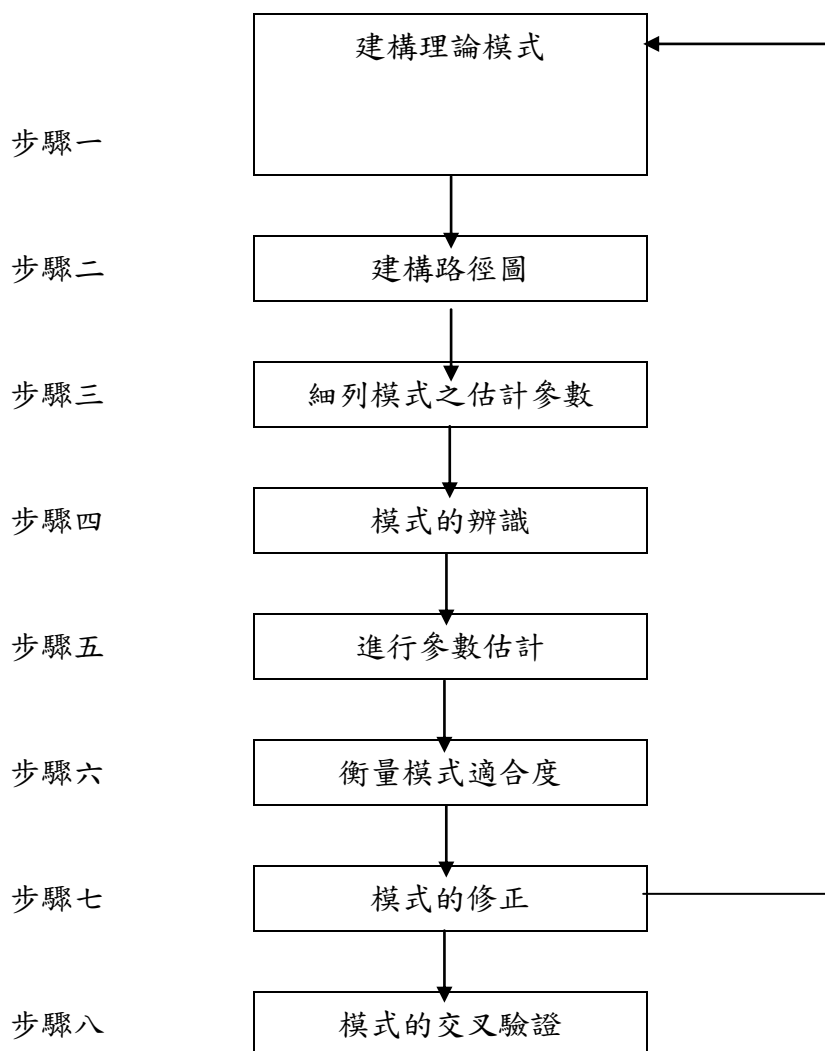 建構理論模式
步驟一
步驟二
建構路徑圖
步驟三
細列模式之估計參數
步驟四
模式的辨識
步驟五
進行參數估計
步驟六
衡量模式適合度
步驟七
模式的修正
步驟八
模式的交叉驗證